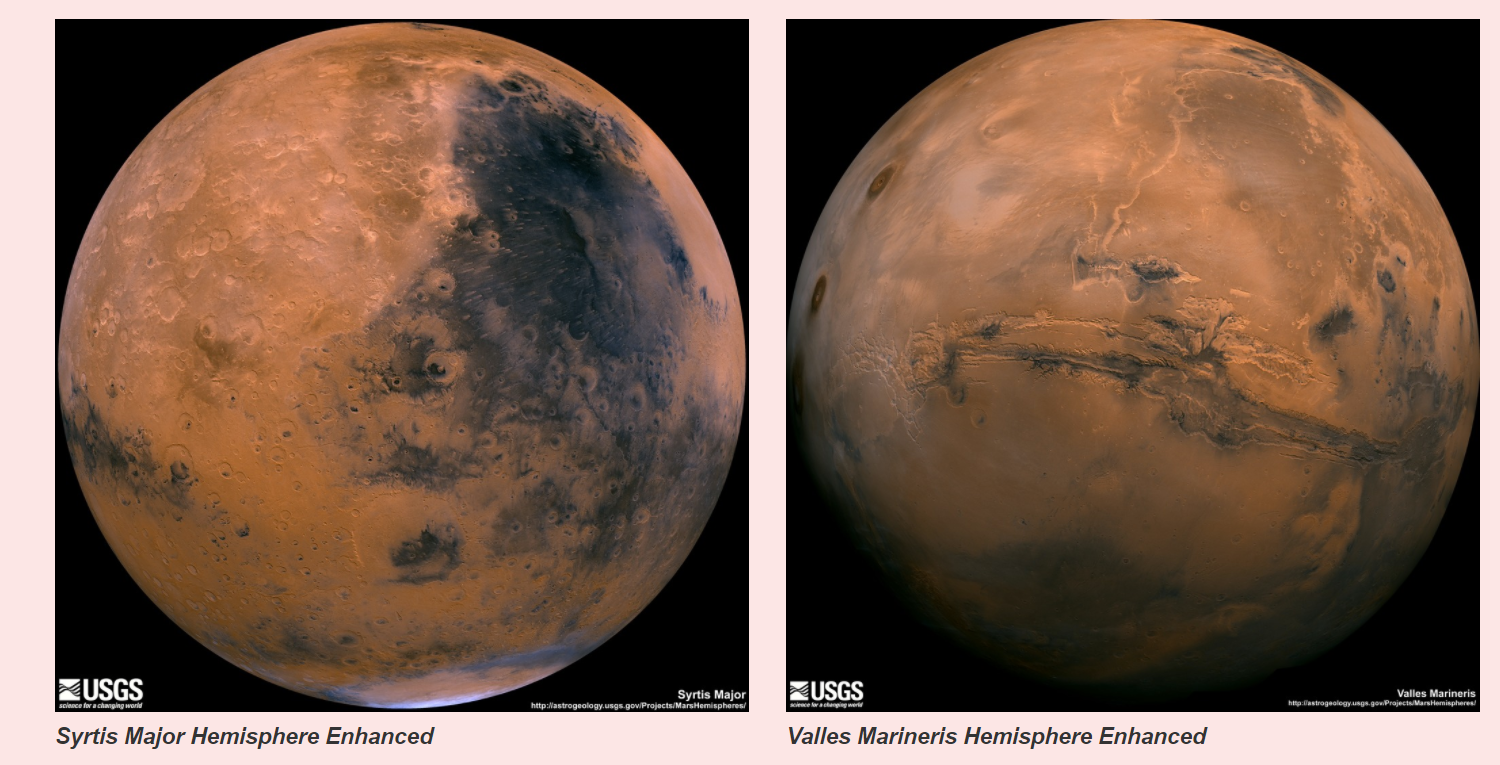 USGS
science for a changing world
Syrtis Major
http://astrogeology.usgs.gov/Projects/MarsHemispheres/
USGS
science for a changing world
Valles Marineris
http://astrogeology.usgs.gov/Projects/MarsHemispheres/
Syrtis Major Hemisphere Enhanced
Valles Marineris Hemisphere Enhanced